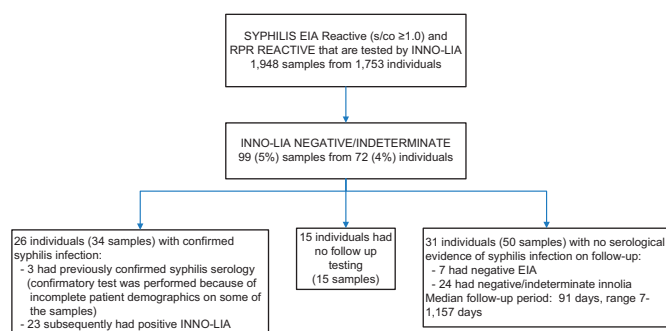 SYPHILIS EIA Reactive (s/co ≥1.0) and
RPR REACTIVE that are tested by INNO-LIA
1,948 samples from 1,753 individuals
INNO-LIA NEGATIVE/INDETERMINATE
99 (5%) samples from 72 (4%) individuals
26 individuals (34 samples) with confirmed
syphilis infection:
- 3 had previously confirmed syphilis serology
(confirmatory test was performed because
of incomplete patient demographics on some of
the samples)
- 23 subsequently had positive INNO-LIA
15 individuals had
no follow up
testing
(15 samples)
31 individuals (50 samples) with no serological
evidence of syphilis infection on follow-up:
- 7 had negative EIA
- 24 had negative/indeterminate innolia
Median follow-up period: 91 days, range 7-
1,157 days